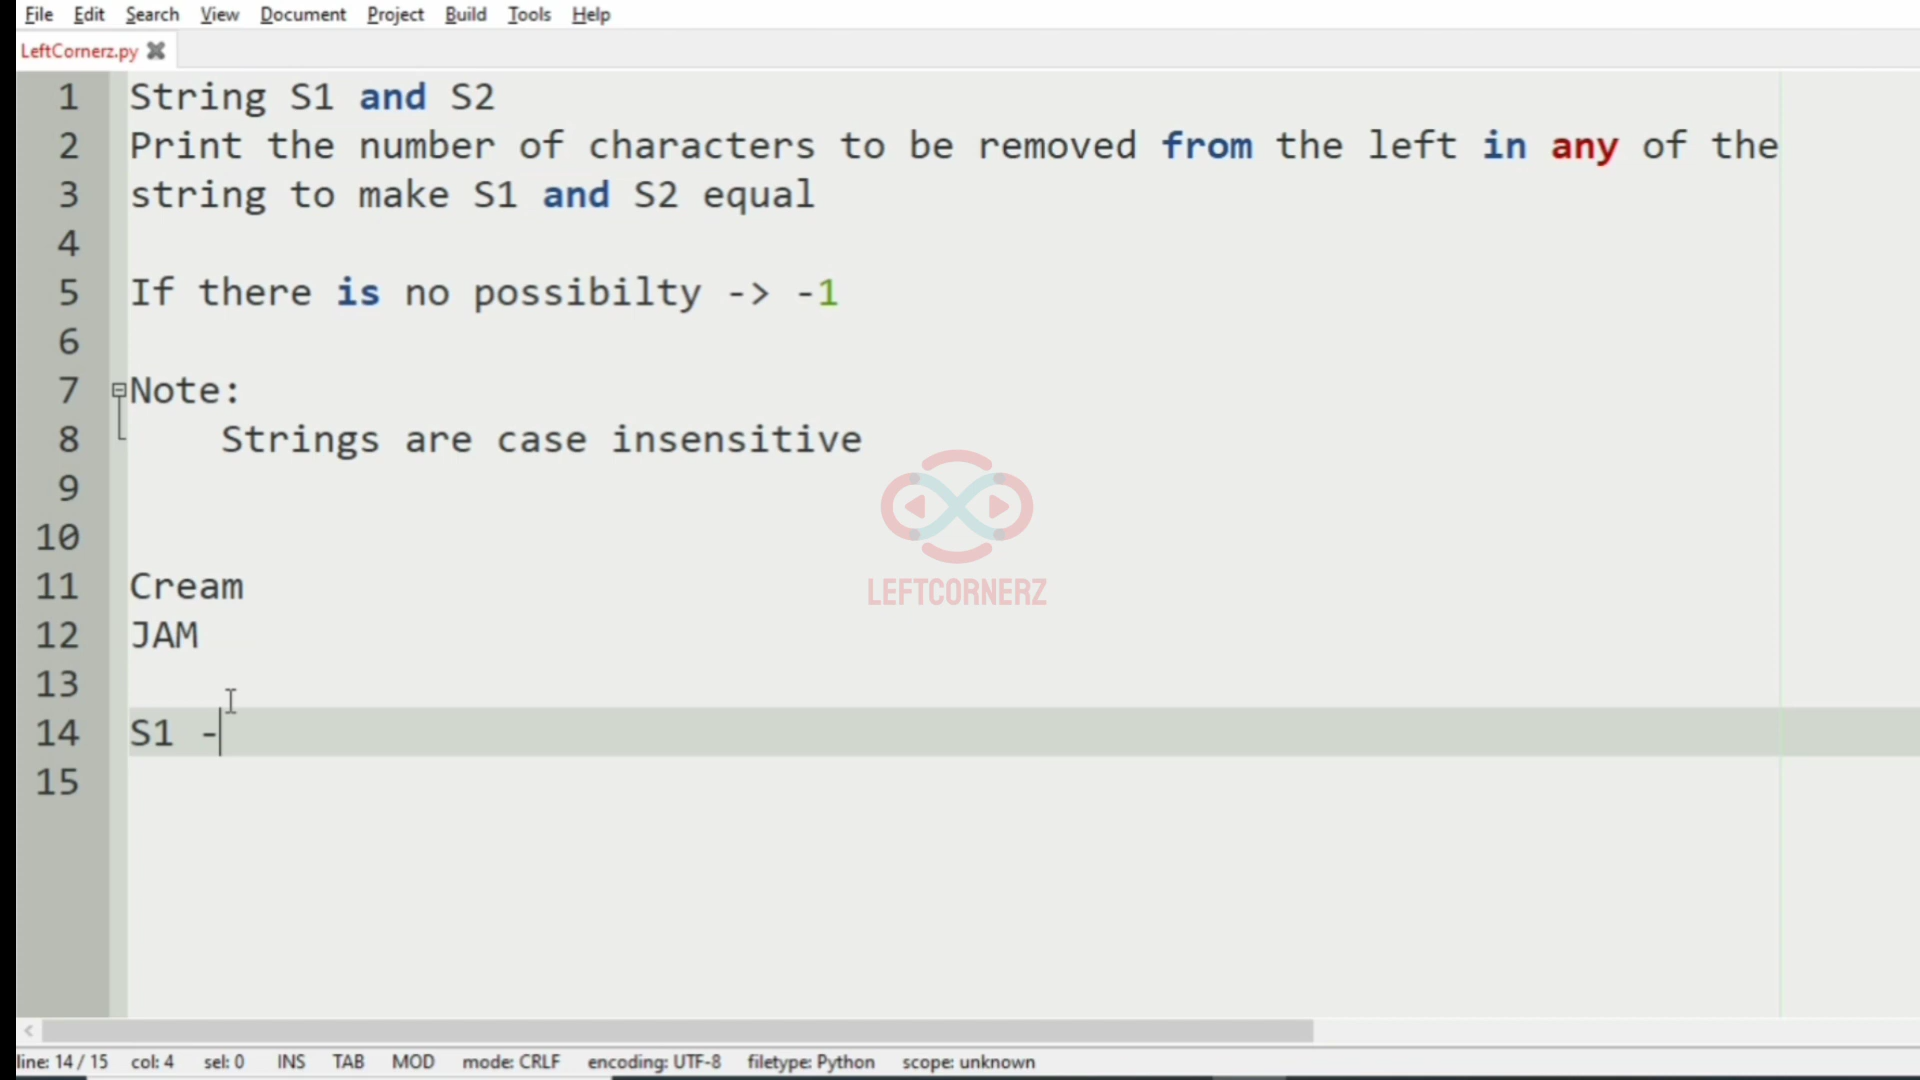 File Edit Search View Document Project Build Tools Help
LeftCornerz.py
1 String S1 and S2
2 Print the number of characters to be removed from the left in any of the
3 string to make S1 and S2 equal
4
5 If there is no possibilty -> -1
6
7 Note:
8 Strings are case insensitive
9
10
11 Cream
12 JAM
13
14 S1 -
15
LEFTCORNERZ
line: 14 / 15 col: 4 sel: 0 INS TAB MOD mode: CRLF encoding: UTF-8 filetype: Python scope: unknown